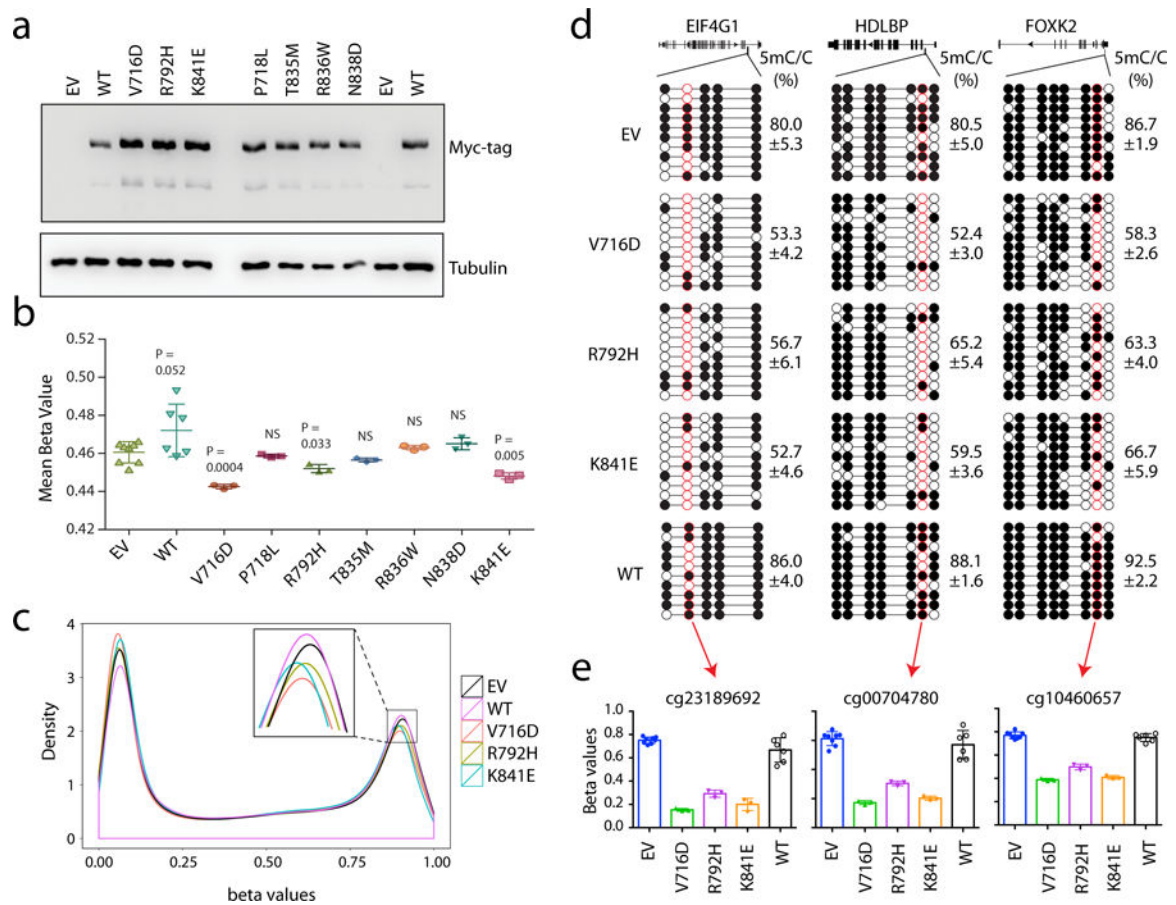 a
EV
WT
V716D
R792H
K841E
P718L
T835M
R836W
N838D
EV
WT
Myc-tag
Tubulin
b
Mean Beta Value
0.52
0.50
0.48
0.46
0.44
0.42
P =
0.052
P =
0.0004
NS
P =
0.033
NS
NS
NS
P =
0.005
EV
WT
V716D
P718L
R792H
T835M
R836W
N838D
K841E
c
Density
4
3
2
1
0
0.00
0.25
0.50
0.75
1.00
beta values
EV
WT
V716D
R792H
K841E
d
EIF4G1
HDLBP
FOXK2
5mC/C
(%)
5mC/C
(%)
5mC/C
(%)
EV
80.0
±5.3
80.5
±5.0
86.7
±1.9
V716D
53.3
±4.2
52.4
±3.0
58.3
±2.6
R792H
56.7
±6.1
65.2
±5.4
63.3
±4.0
K841E
52.7
±4.6
59.5
±3.6
66.7
±5.9
WT
86.0
±4.0
88.1
±1.6
92.5
±2.2
e
cg23189692
cg00704780
cg10460657
Beta values
1.0
0.8
0.6
0.4
0.2
0.0
EV
V716D
R792H
K841E
WT
EV
V716D
R792H
K841E
WT
EV
V716D
R792H
K841E
WT